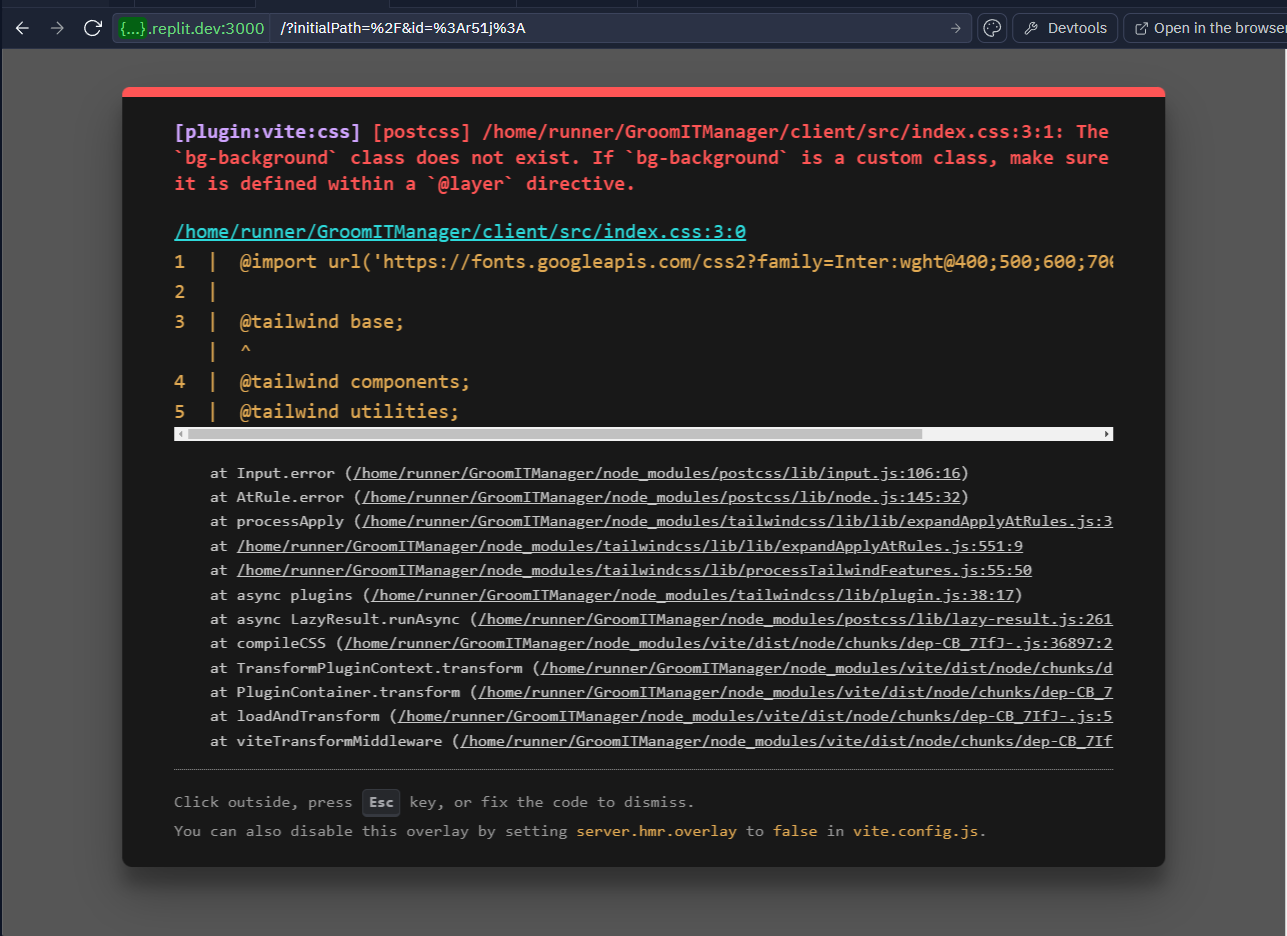 {...}.replit.dev:3000 /?initialPath=%2F&id=%3Ar51j%3A → Devtools Open in the browser
[plugin:vite:css] [postcss] /home/runner/GroomITManager/client/src/index.css:3:1: The
`bg-background` class does not exist. If `bg-background` is a custom class, make sure
it is defined within a `@layer` directive.
/home/runner/GroomITManager/client/src/index.css:3:0
1 | @import url('https://fonts.googleapis.com/css2?family=Inter:wght@400;500;600;700
2 |
3 | @tailwind base;
| ^
4 | @tailwind components;
5 | @tailwind utilities;
at Input.error (/home/runner/GroomITManager/node_modules/postcss/lib/input.js:106:16)
at AtRule.error (/home/runner/GroomITManager/node_modules/postcss/lib/node.js:145:32)
at processApply (/home/runner/GroomITManager/node_modules/tailwindcss/lib/lib/expandApplyAtRules.js:3
at /home/runner/GroomITManager/node_modules/tailwindcss/lib/lib/expandApplyAtRules.js:551:9
at /home/runner/GroomITManager/node_modules/tailwindcss/lib/processTailwindFeatures.js:55:50
at async plugins (/home/runner/GroomITManager/node_modules/tailwindcss/lib/plugin.js:38:17)
at async LazyResult.runAsync (/home/runner/GroomITManager/node_modules/postcss/lib/lazy-result.js:261
at compileCSS (/home/runner/GroomITManager/node_modules/vite/dist/node/chunks/dep-CB_7IfJ-.js:36897:2
at TransformPluginContext.transform (/home/runner/GroomITManager/node_modules/vite/dist/node/chunks/d
at PluginContainer.transform (/home/runner/GroomITManager/node_modules/vite/dist/node/chunks/dep-CB_7
at loadAndTransform (/home/runner/GroomITManager/node_modules/vite/dist/node/chunks/dep-CB_7IfJ-.js:5
at viteTransformMiddleware (/home/runner/GroomITManager/node_modules/vite/dist/node/chunks/dep-CB_7If
Click outside, press Esc key, or fix the code to dismiss.
You can also disable this overlay by setting server.hmr.overlay to false in vite.config.js.